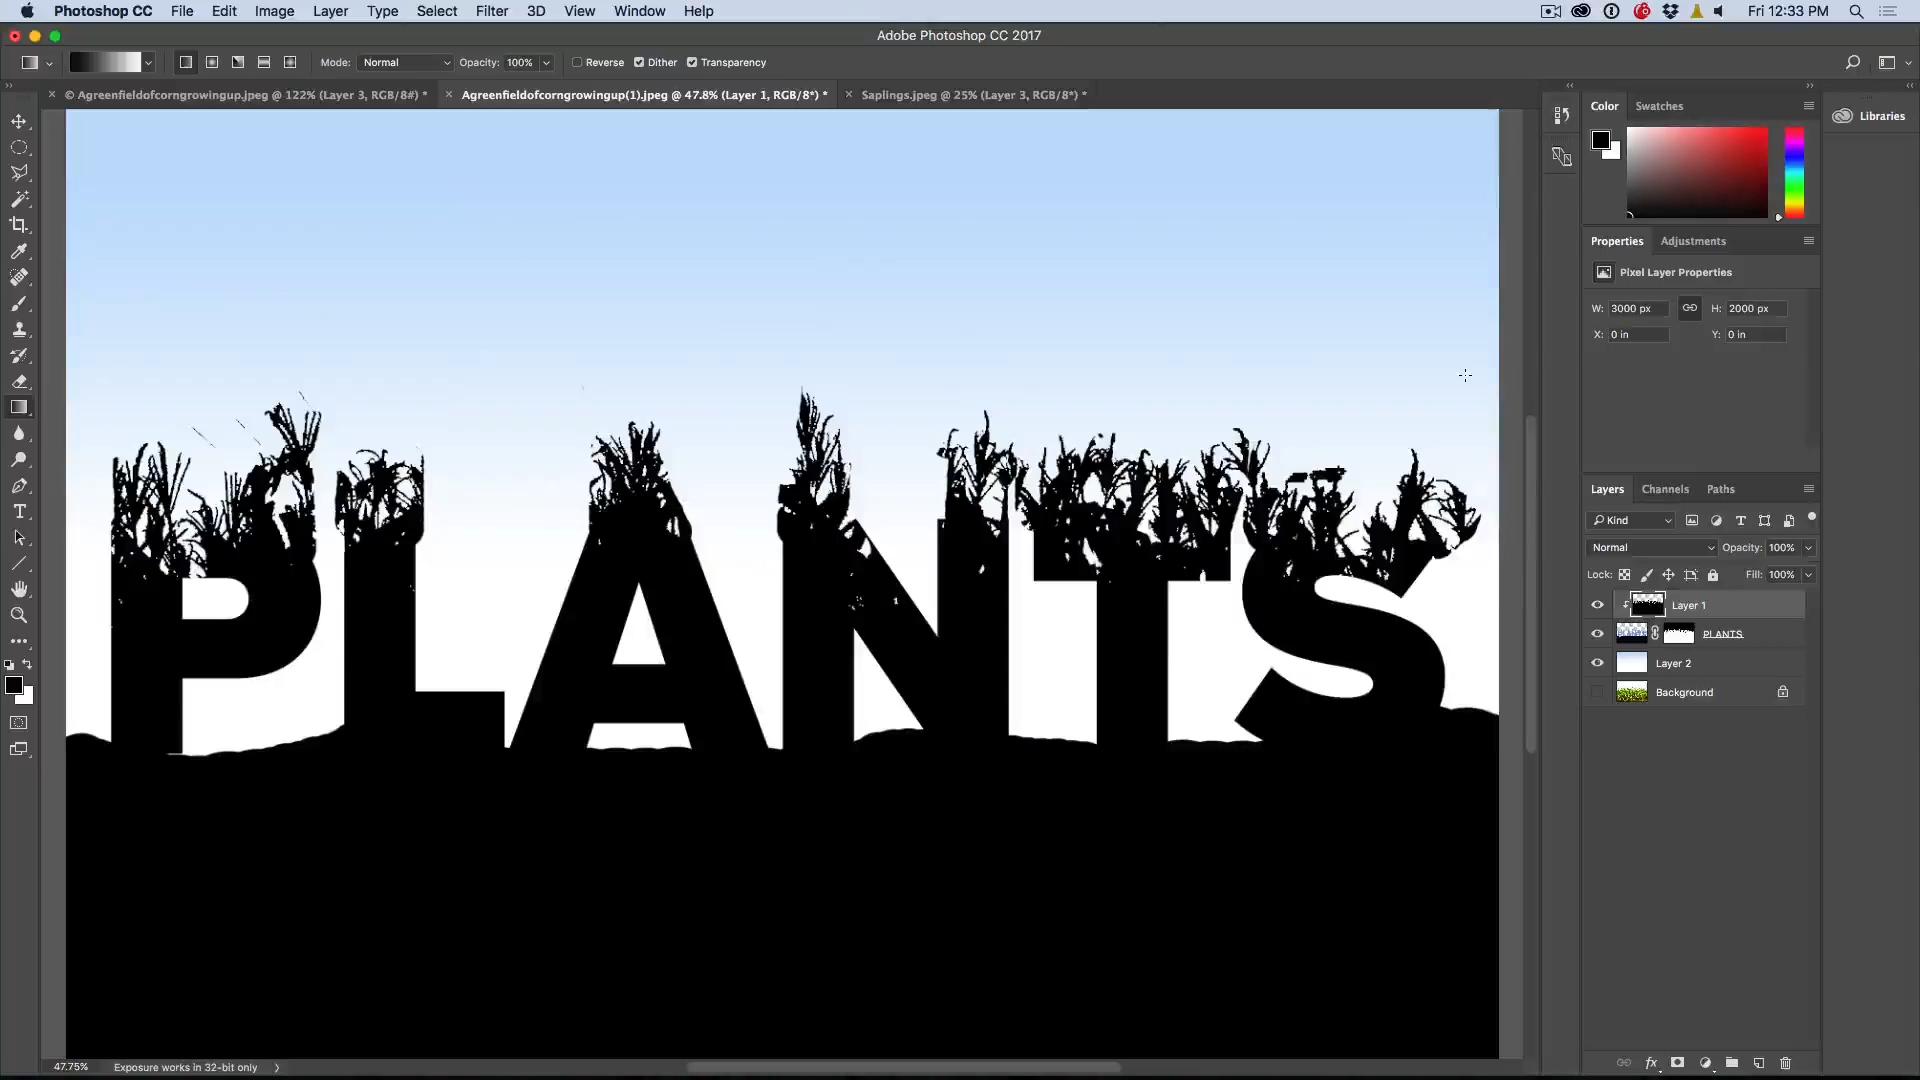 Photoshop CC File Edit Image Layer Type Select Filter 3D View Window Help Fri 12:33 PM
Adobe Photoshop CC 2017
Mode: Normal Opacity: 100% Reverse Dither Transparency
© Agreenfieldofcorngrowingup.jpeg @ 122% (Layer 3, RGB/8#) * Agreenfieldofcorngrowingup(1).jpeg @ 47.8% (Layer 1, RGB/8*) * Saplings.jpeg @ 25% (Layer 3, RGB/8*) *
Color Swatches
Libraries
Properties Adjustments
Pixel Layer Properties
W: 3000 px H: 2000 px
X: 0 in Y: 0 in
PLANTS
Layers Channels Paths
Kind
Normal Opacity: 100%
Lock: Fill: 100%
Layer 1
PLANTS
Layer 2
Background
47.75% Exposure works in 32-bit only
fx